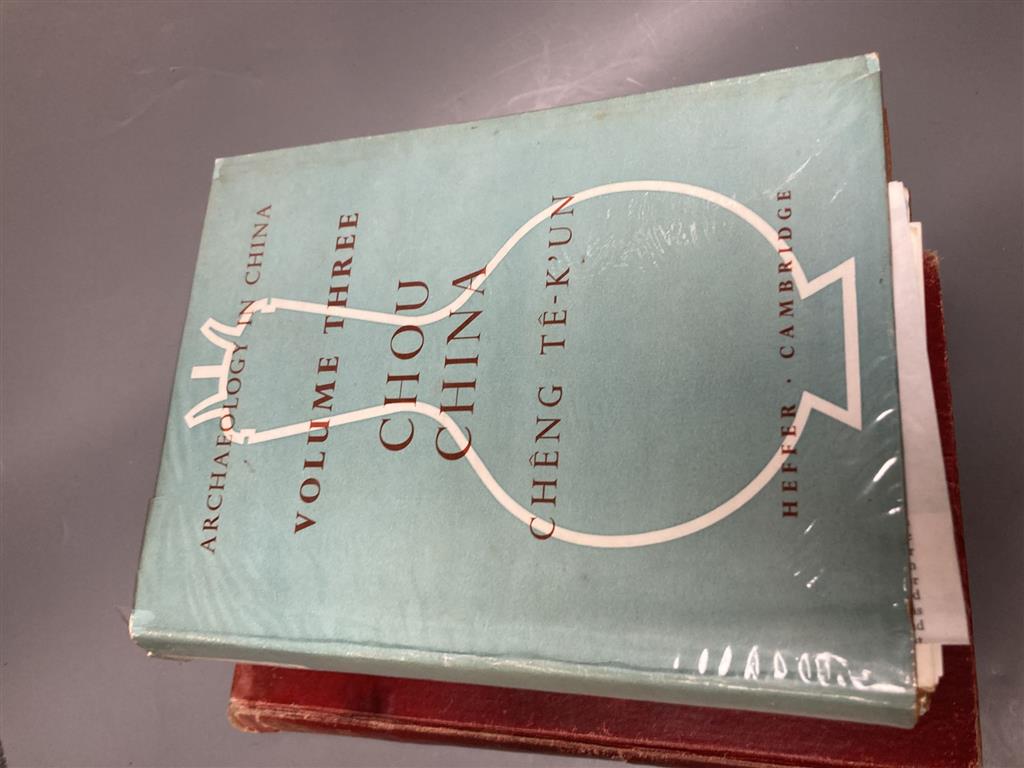 ARCHAEOLOGY IN CHINA
VOLUME THREE
CHOU
CHINA
CHÊNG TÊ-K'UN
HEFFER · CAMBRIDGE